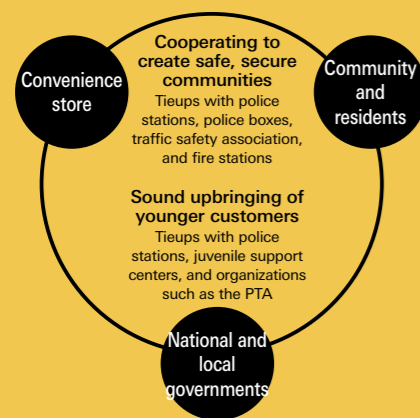 Convenience
store
Cooperating to
create safe, secure
communities
Tieups with police
stations, police boxes,
traffic safety association,
and fire stations
Community
and
residents
Sound upbringing of
younger customers
Tieups with police
stations, juvenile support
centers, and organizations
such as the PTA
National and
local
governments